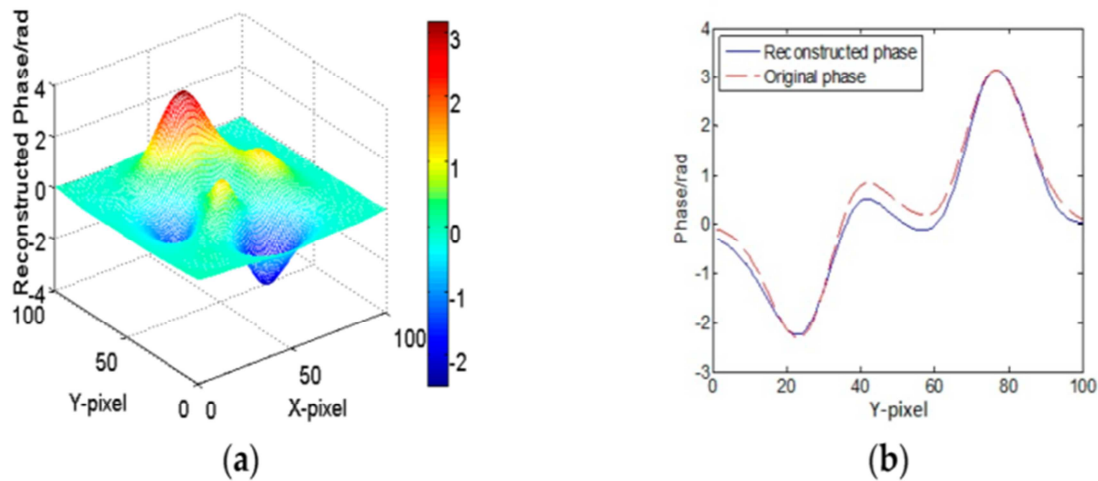 Reconstructed Phase/rad
4
2
0
-2
-4
100
50
0
Y-pixel
0
50
100
X-pixel
3
2
1
0
-1
-2
(a)
4
3
2
1
0
-1
-2
-3
Phase/rad
Reconstructed phase
Original phase
0 20 40 60 80 100
Y-pixel
(b)